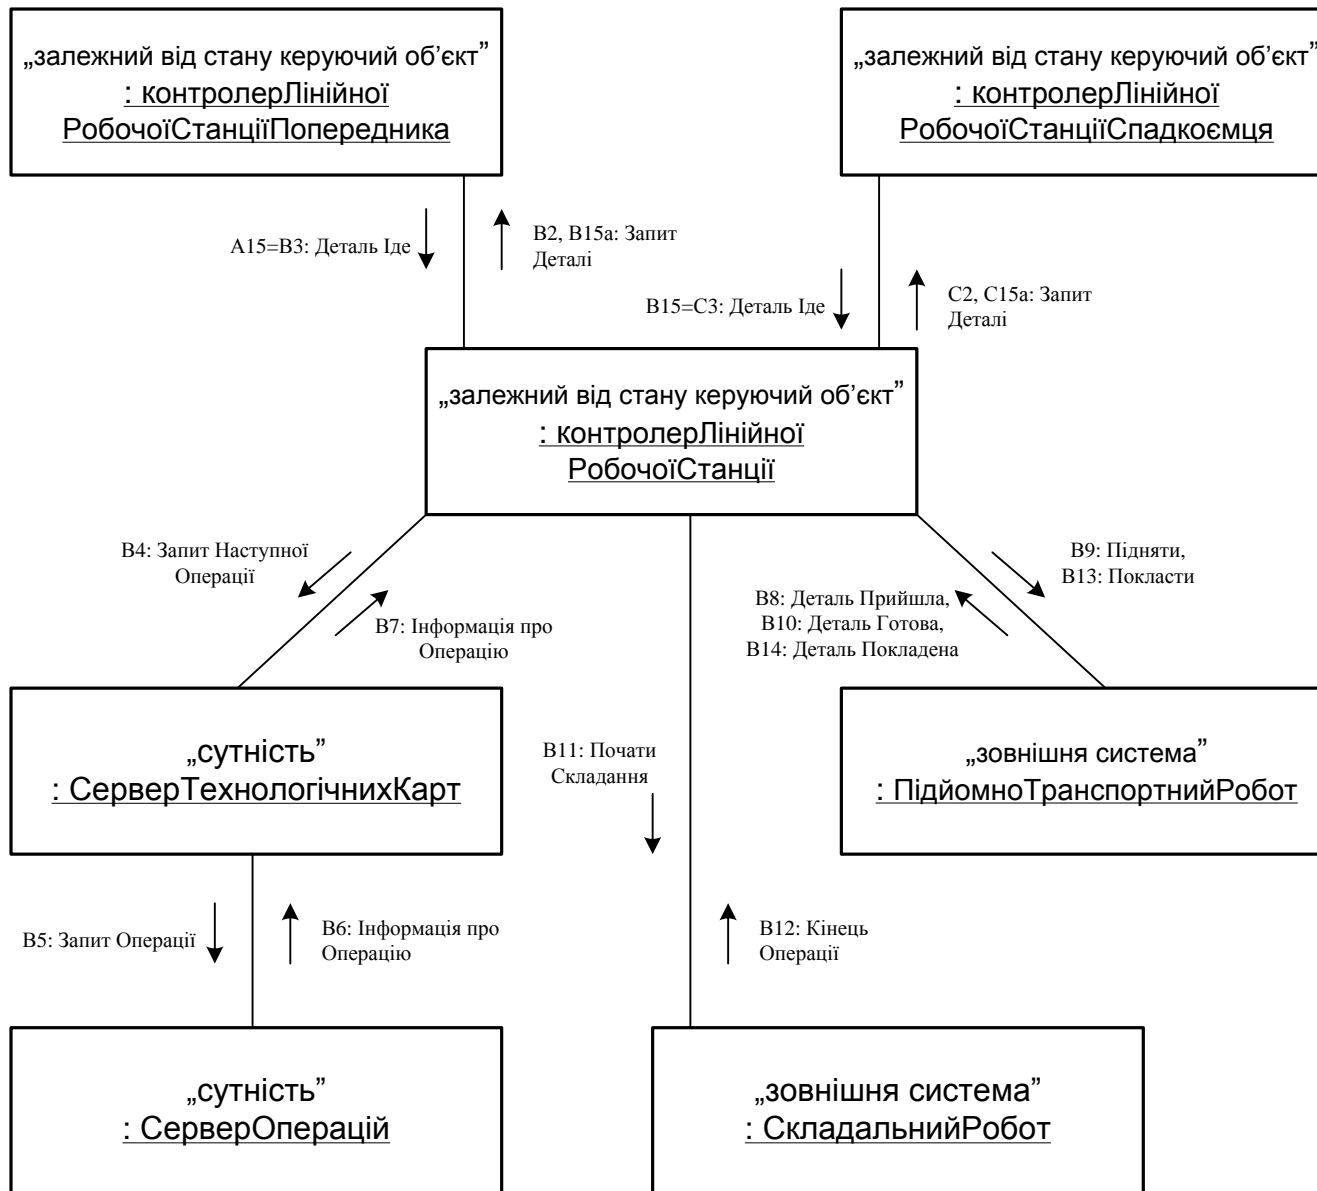 „залежний від стану керуючий об’єкт”
: контролерЛінійної
РобочоїСтанціїПопередника
„залежний від стану керуючий об’єкт”
: контролерЛінійної
РобочоїСтанціїСпадкоємця
A15=B3: Деталь Іде
B2, B15a: Запит
Деталі
B15=C3: Деталь Іде
C2, C15a: Запит
Деталі
„залежний від стану керуючий об’єкт”
: контролерЛінійної
РобочоїСтанції
B4: Запит Наступної
Операції
B7: Інформація про
Операцію
B9: Підняти,
B13: Покласти
B8: Деталь Прийшла,
B10: Деталь Готова,
B14: Деталь Покладена
„сутність”
: СерверТехнологічнихКарт
B11: Почати
Складання
„зовнішня система”
: ПідйомноТранспортнийРобот
B5: Запит Операції
B6: Інформація про
Операцію
B12: Кінець
Операції
„сутність”
: СерверОперацій
„зовнішня система”
: СкладальнийРобот